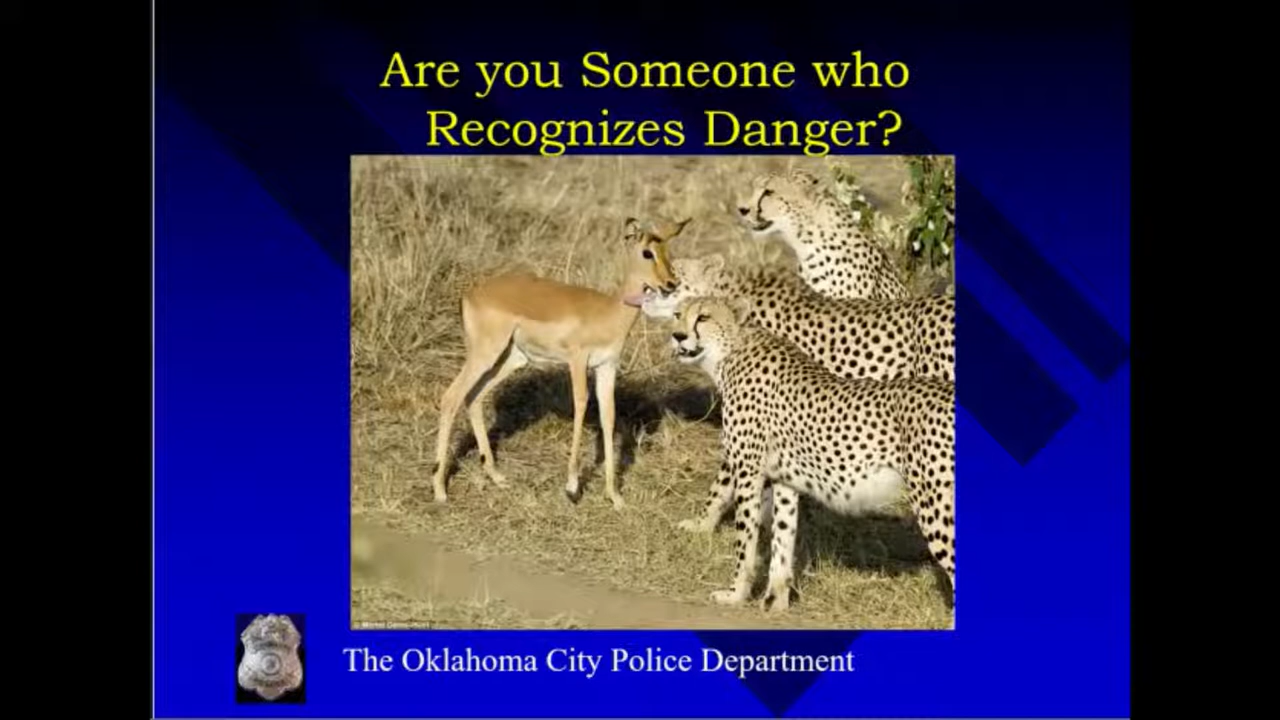 Are you Someone who
Recognizes Danger?
The Oklahoma City Police Department